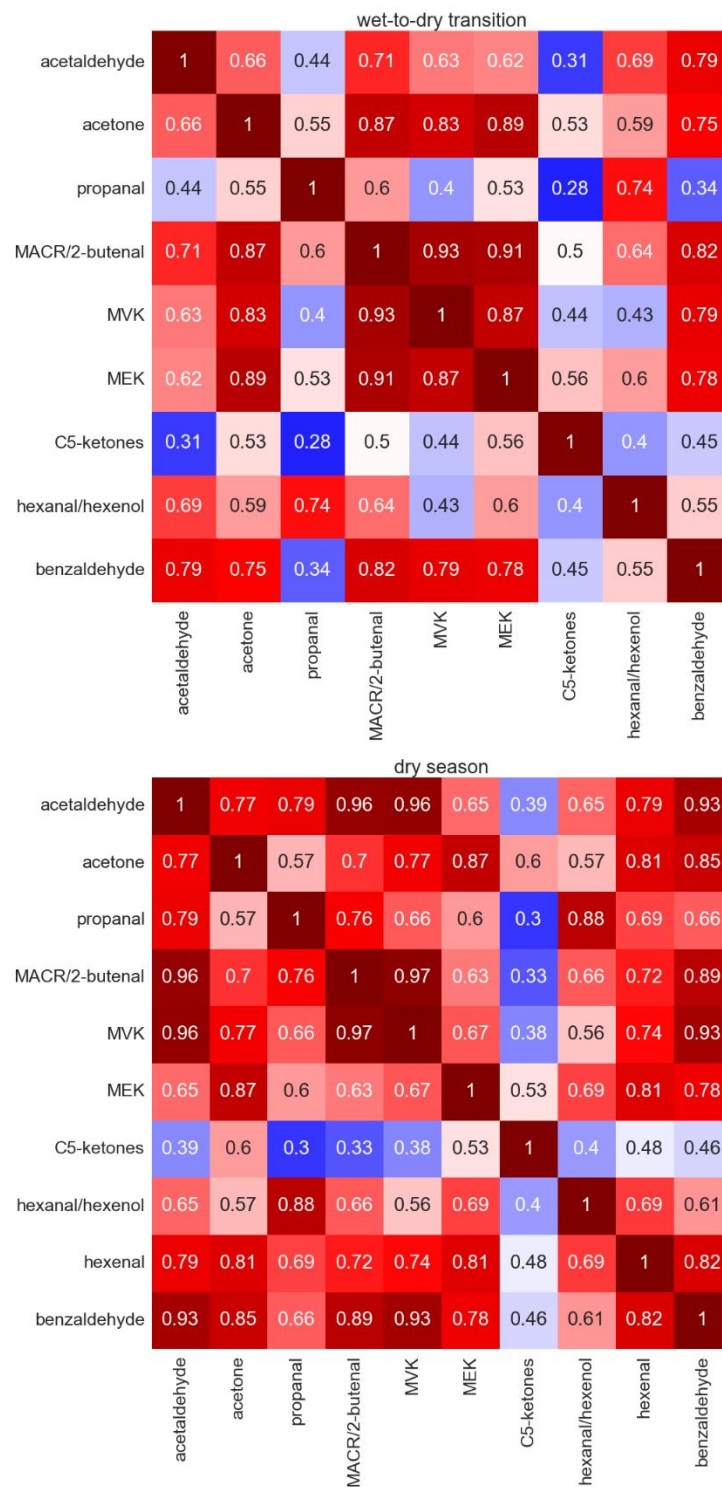 wet-to-dry transition
acetaldehyde 1 0.66 0.44 0.71 0.63 0.62 0.31 0.69 0.79
acetone 0.66 1 0.55 0.87 0.83 0.89 0.53 0.59 0.75
propanal 0.44 0.55 1 0.6 0.4 0.53 0.28 0.74 0.34
MACR/2-butenal 0.71 0.87 0.6 1 0.93 0.91 0.5 0.64 0.82
MVK 0.63 0.83 0.4 0.93 1 0.87 0.44 0.43 0.79
MEK 0.62 0.89 0.53 0.91 0.87 1 0.56 0.6 0.78
C5-ketones 0.31 0.53 0.28 0.5 0.44 0.56 1 0.4 0.45
hexanal/hexenol 0.69 0.59 0.74 0.64 0.43 0.6 0.4 1 0.55
benzaldehyde 0.79 0.75 0.34 0.82 0.79 0.78 0.45 0.55 1
acetaldehyde acetone propanal MACR/2-butenal MVK MEK C5-ketones hexanal/hexenol benzaldehyde
dry season
acetaldehyde 1 0.77 0.79 0.96 0.96 0.65 0.39 0.65 0.79 0.93
acetone 0.77 1 0.57 0.7 0.77 0.87 0.6 0.57 0.81 0.85
propanal 0.79 0.57 1 0.76 0.66 0.6 0.3 0.88 0.69 0.66
MACR/2-butenal 0.96 0.7 0.76 1 0.97 0.63 0.33 0.66 0.72 0.89
MVK 0.96 0.77 0.66 0.97 1 0.67 0.38 0.56 0.74 0.93
MEK 0.65 0.87 0.6 0.63 0.67 1 0.53 0.69 0.81 0.78
C5-ketones 0.39 0.6 0.3 0.33 0.38 0.53 1 0.4 0.48 0.46
hexanal/hexenol 0.65 0.57 0.88 0.66 0.56 0.69 0.4 1 0.69 0.61
hexenal 0.79 0.81 0.69 0.72 0.74 0.81 0.48 0.69 1 0.82
benzaldehyde 0.93 0.85 0.66 0.89 0.93 0.78 0.46 0.61 0.82 1
acetaldehyde acetone propanal MACR/2-butenal MVK MEK C5-ketones hexanal/hexenol hexenal benzaldehyde